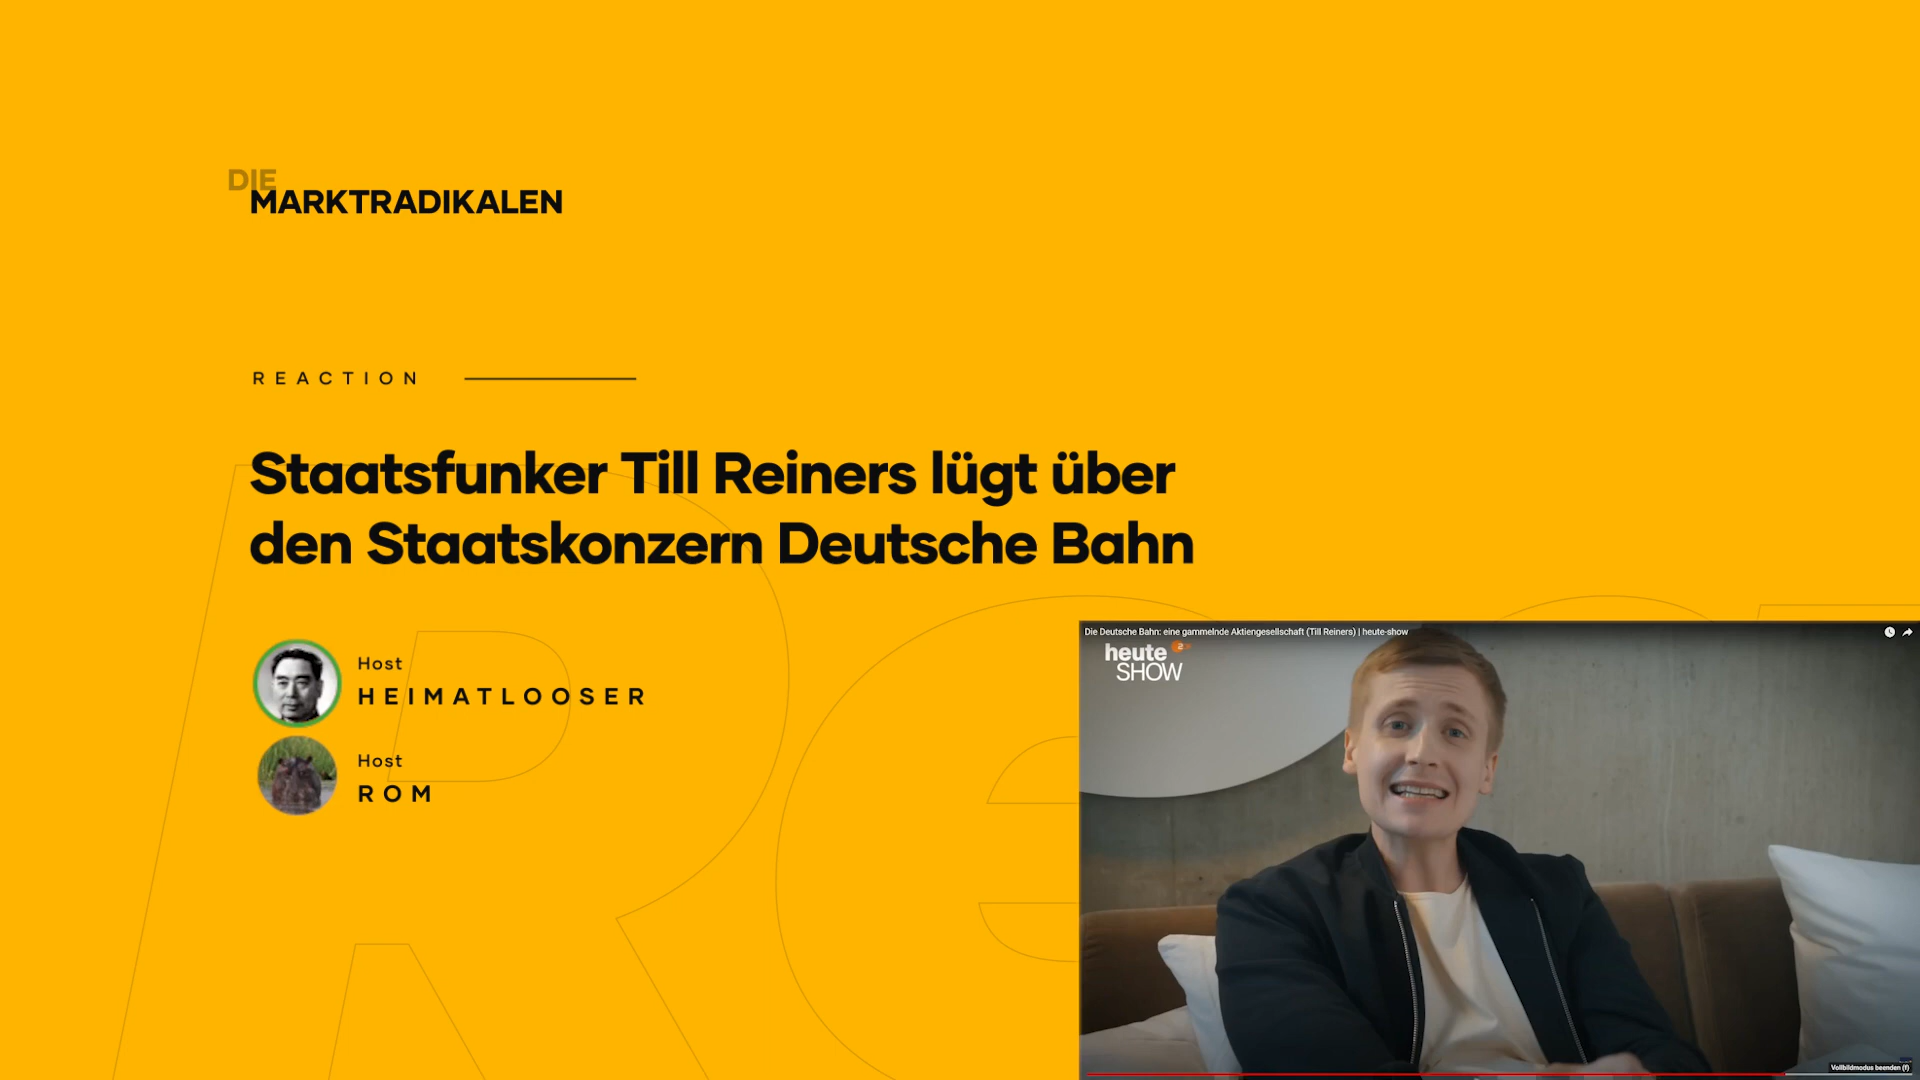 DIE
MARKTRADIKALEN
REACTION
Staatsfunker Till Reiners lügt über
den Staatskonzern Deutsche Bahn
Host
HEIMATLOOSER
Host
ROM
Die Deutsche Bahn: eine gammelnde Aktiengesellschaft (Till Reiners) | heute-show
heute
SHOW
Vollbildmodus beenden (f)